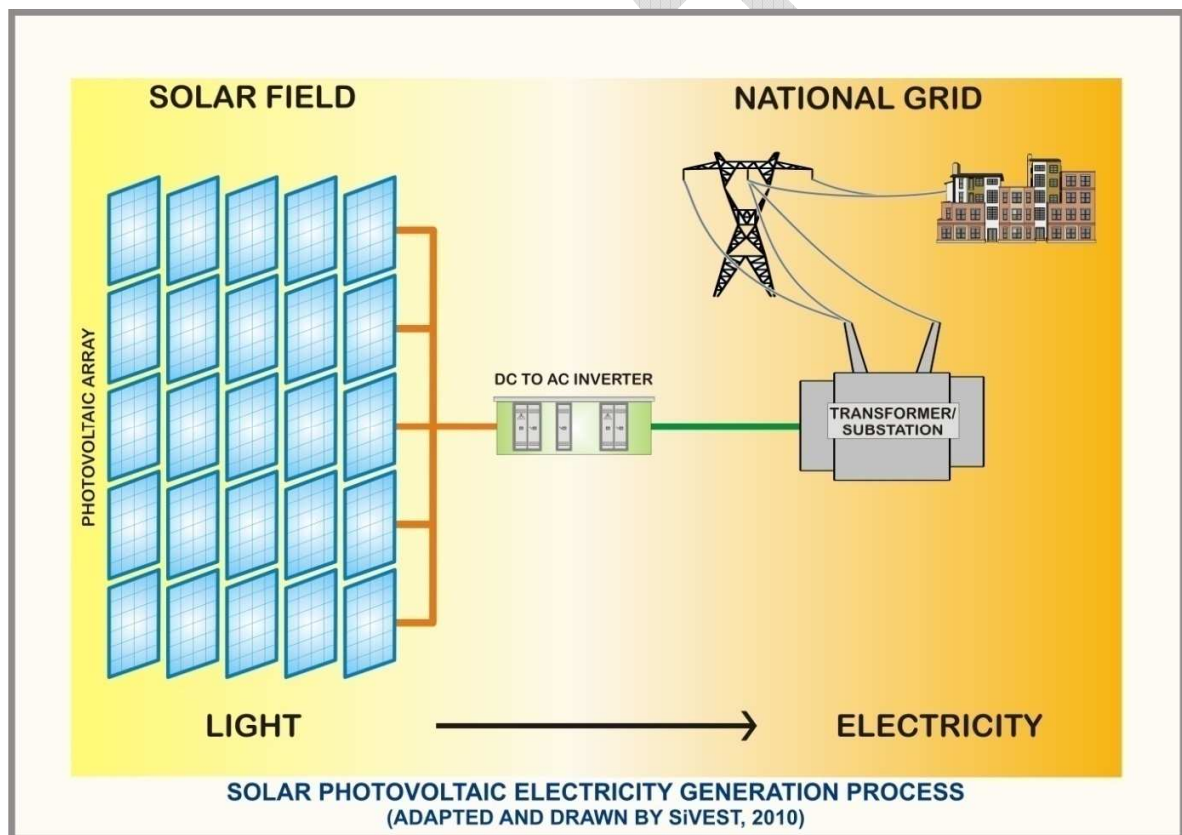 SOLAR FIELD
NATIONAL GRID
PHOTOVOLTAIC ARRAY
DC TO AC INVERTER
TRANSFORMER/
SUBSTATION
LIGHT
ELECTRICITY
SOLAR PHOTOVOLTAIC ELECTRICITY GENERATION PROCESS
(ADAPTED AND DRAWN BY SiVEST, 2010)